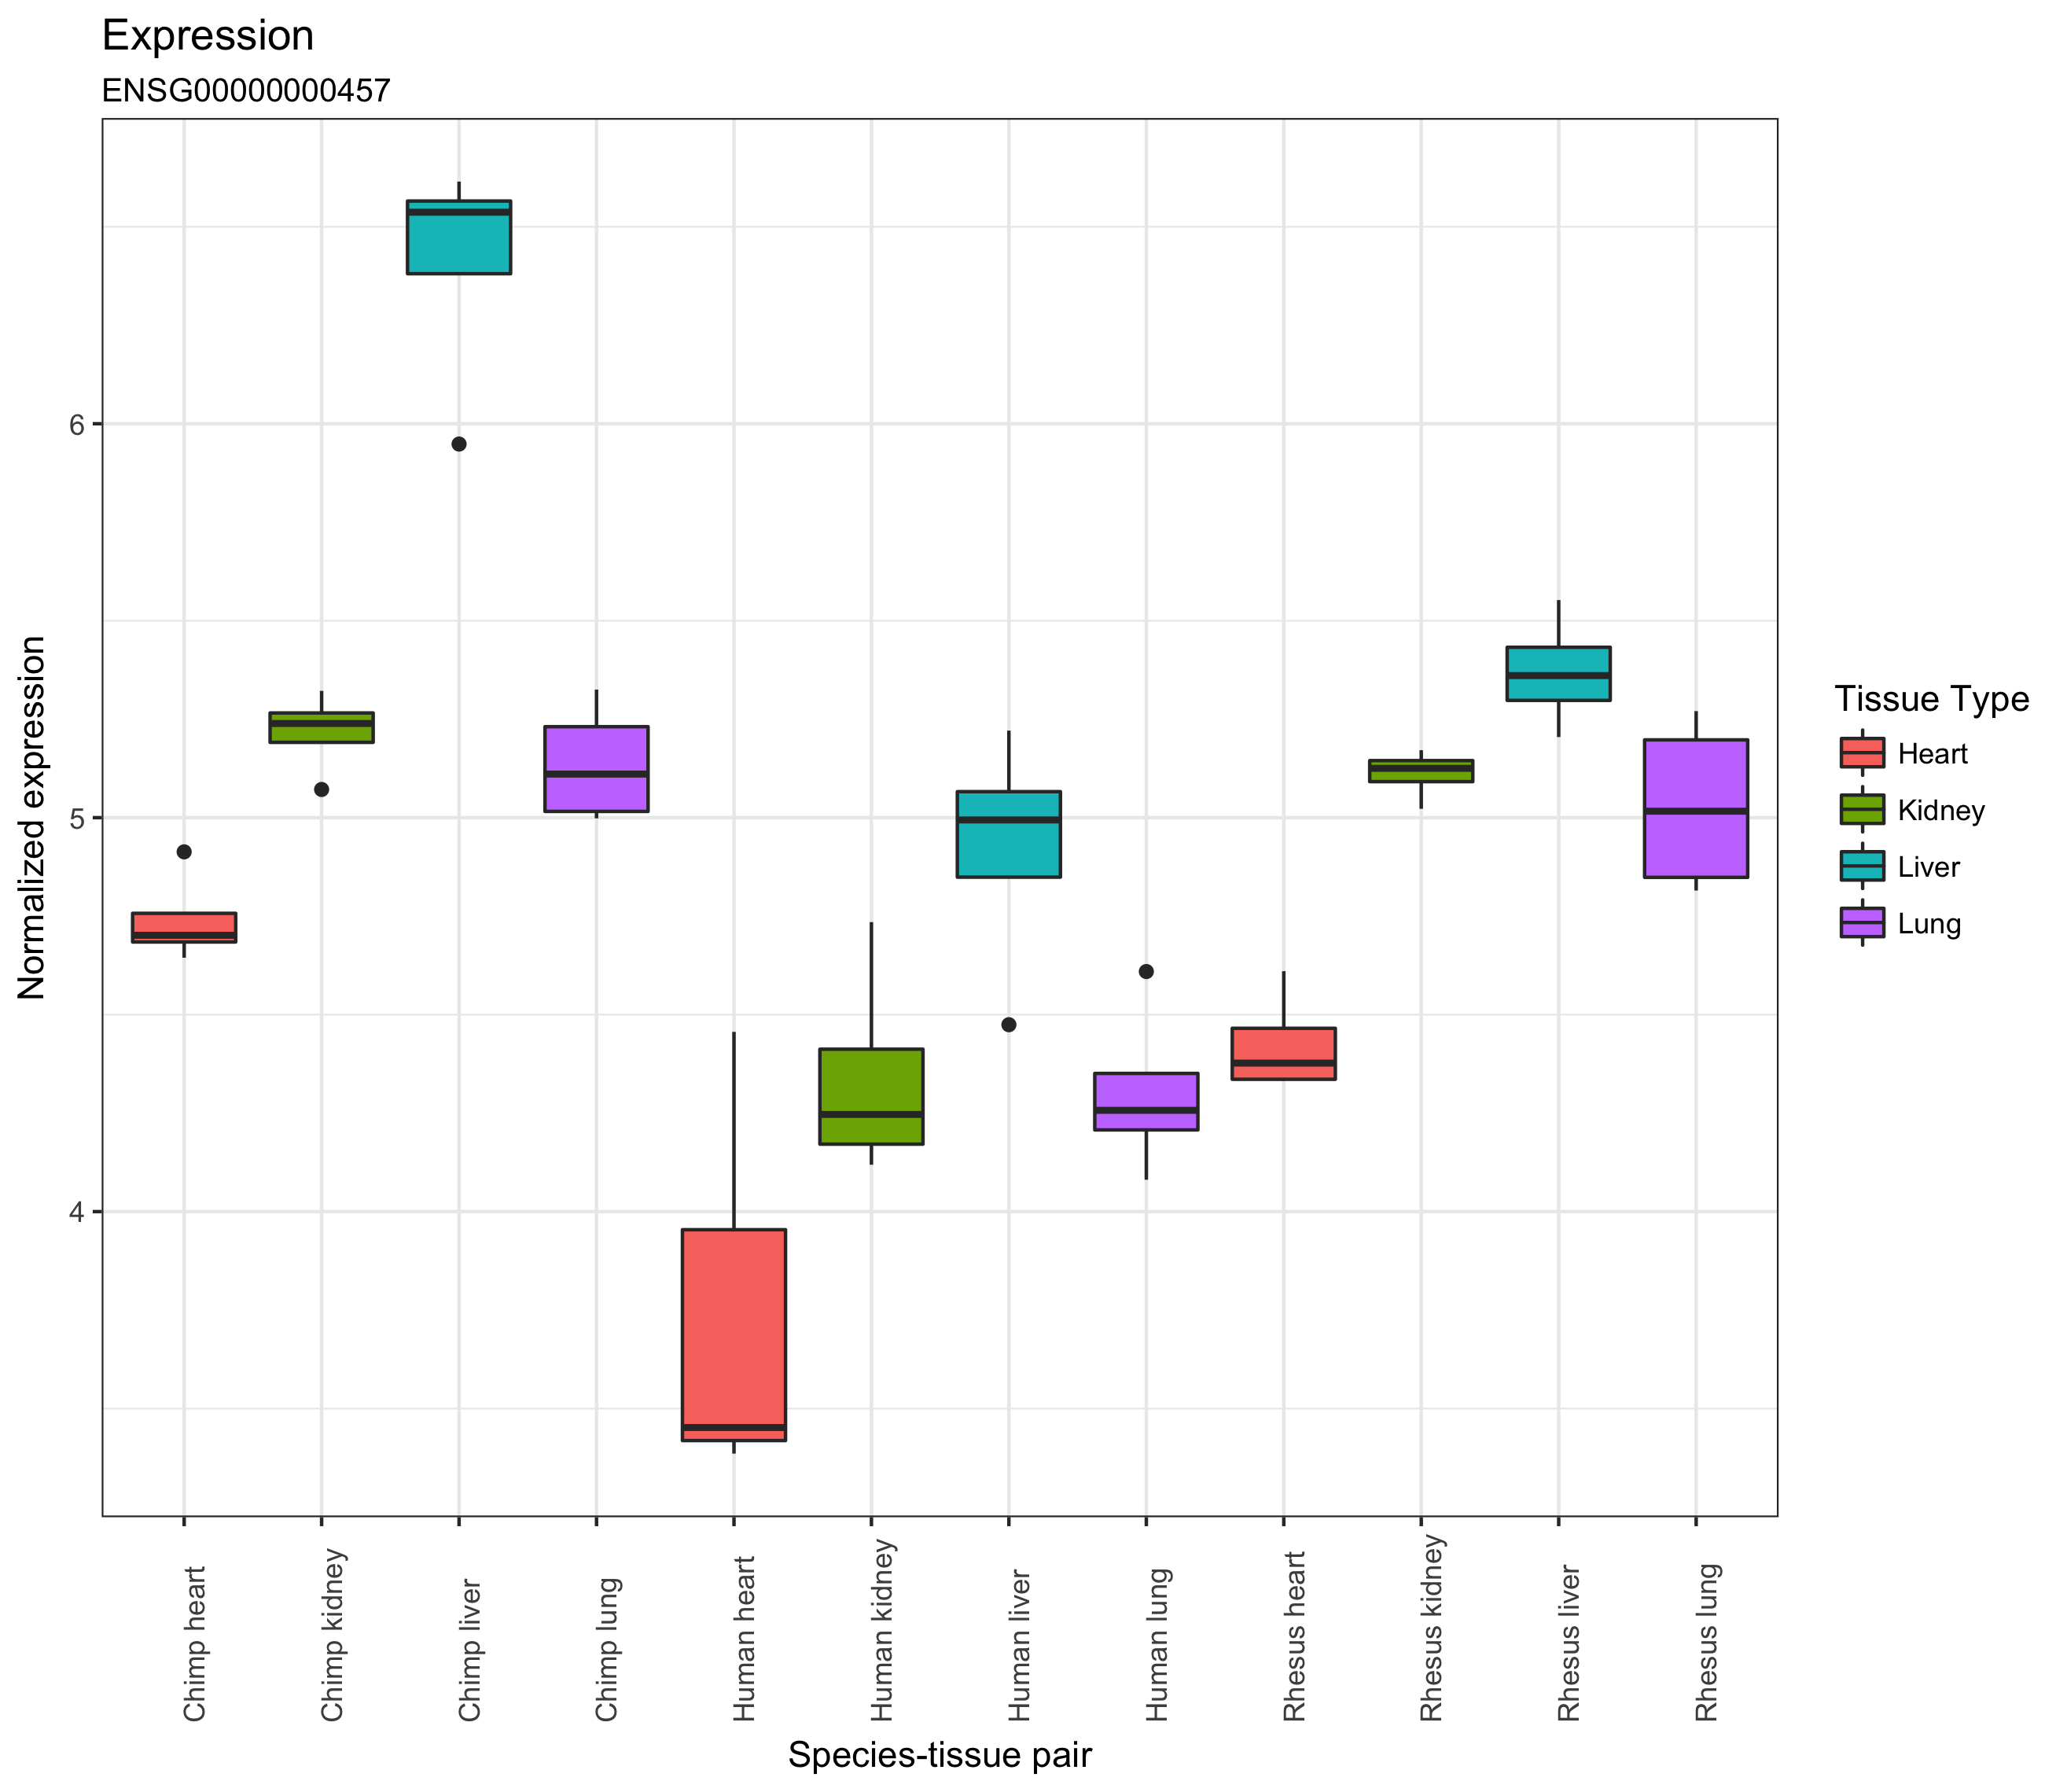 Expression
ENSG00000000457
6
5
4
Normalized expression
Chimp heart
Chimp kidney
Chimp liver
Chimp lung
Human heart
Human kidney
Human liver
Human lung
Rhesus heart
Rhesus kidney
Rhesus liver
Rhesus lung
Species-tissue pair
Tissue Type
Heart
Kidney
Liver
Lung